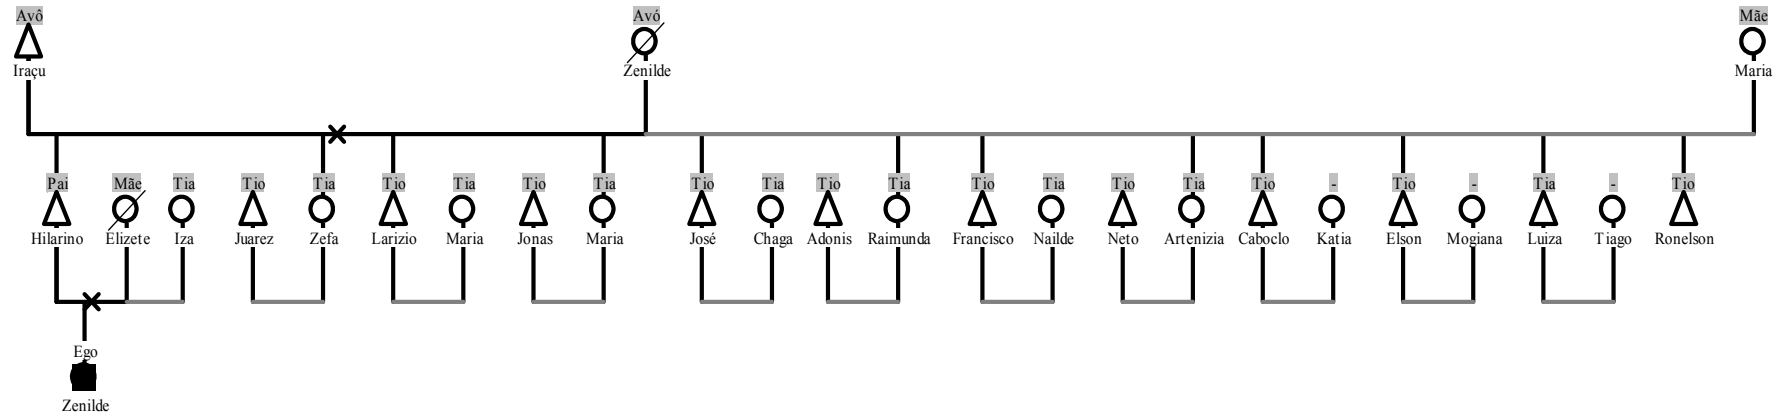 Avô Avó Mãe
Iraçu Zenilde Maria
Pai Mãe Tia Tio Tia Tio Tia Tio Tia Tio Tia Tio Tia Tio Tia Tio Tia Tio - Tio - Tia - Tio
Hilarino Elizete Iza Juarez Zefa Larizio Maria Jonas Maria José Chaga Adonis Raimunda Francisco Nailde Neto Artenizia Caboclo Katia Elson Mogiana Luiza Tiago Ronelson
Ego
Zenilde